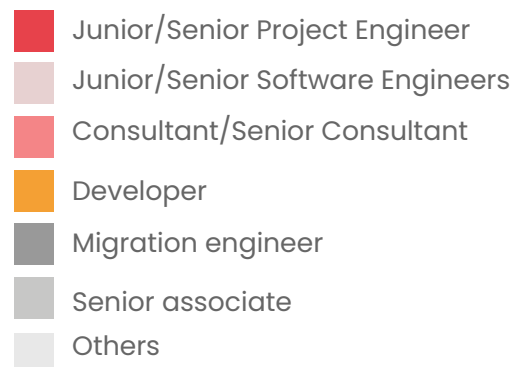 Junior/Senior Project Engineer
Junior/Senior Software Engineers
Consultant/Senior Consultant
Developer
Migration engineer
Senior associate
Others